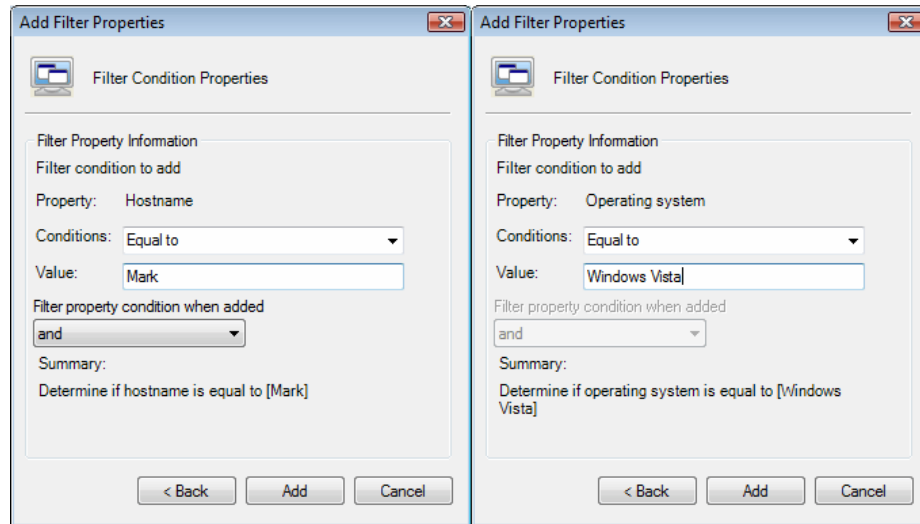 Add Filter Properties
Filter Condition Properties
Filter Property Information
Filter condition to add
Property: Hostname
Conditions: Equal to
Value: Mark
Filter property condition when added
and
Summary:
Determine if hostname is equal to [Mark]
< Back Add Cancel
Add Filter Properties
Filter Condition Properties
Filter Property Information
Filter condition to add
Property: Operating system
Conditions: Equal to
Value: Windows Vista
Filter property condition when added
and
Summary:
Determine if operating system is equal to [Windows
Vista]
< Back Add Cancel